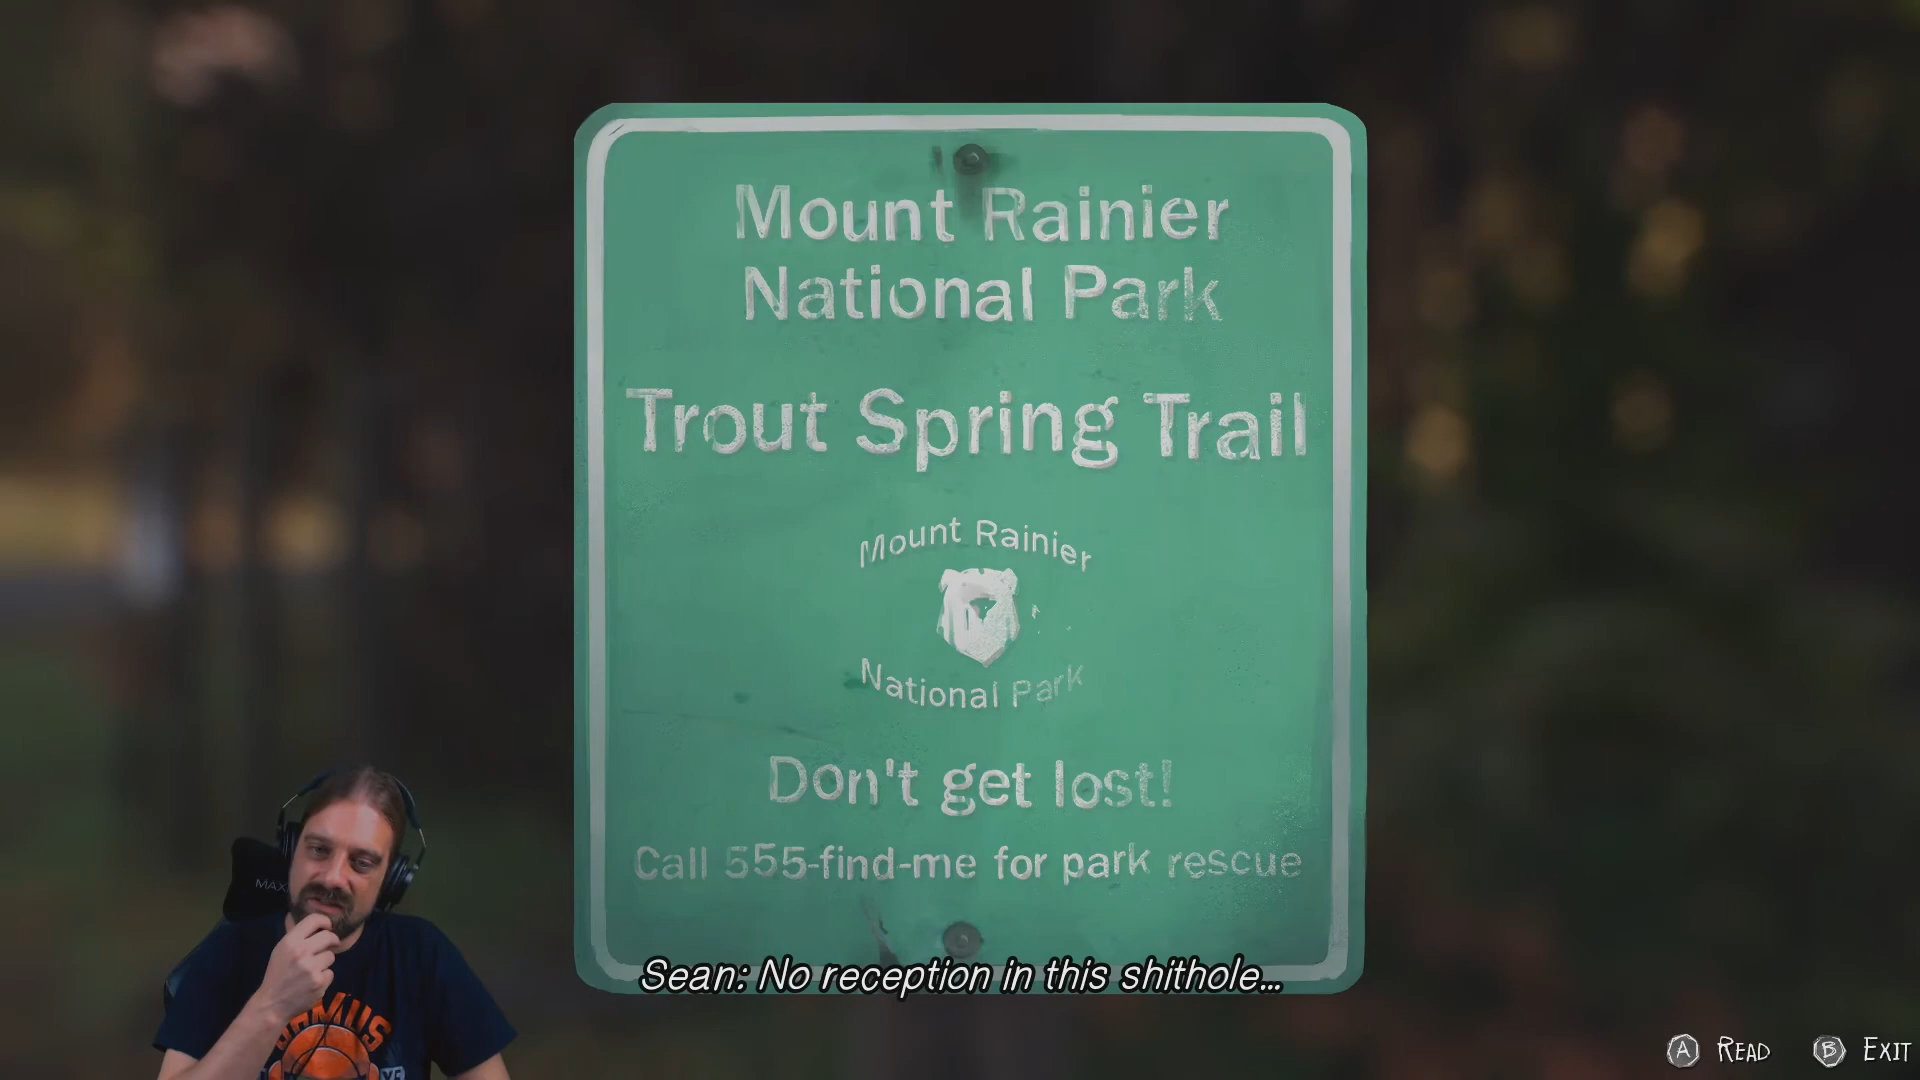 Mount Rainier
National Park
Trout Spring Trail
Mount Rainier
National Park
Don't get lost!
Call 555-find-me for park rescue
Sean: No reception in this shithole...
MAX
A READ B EXIT